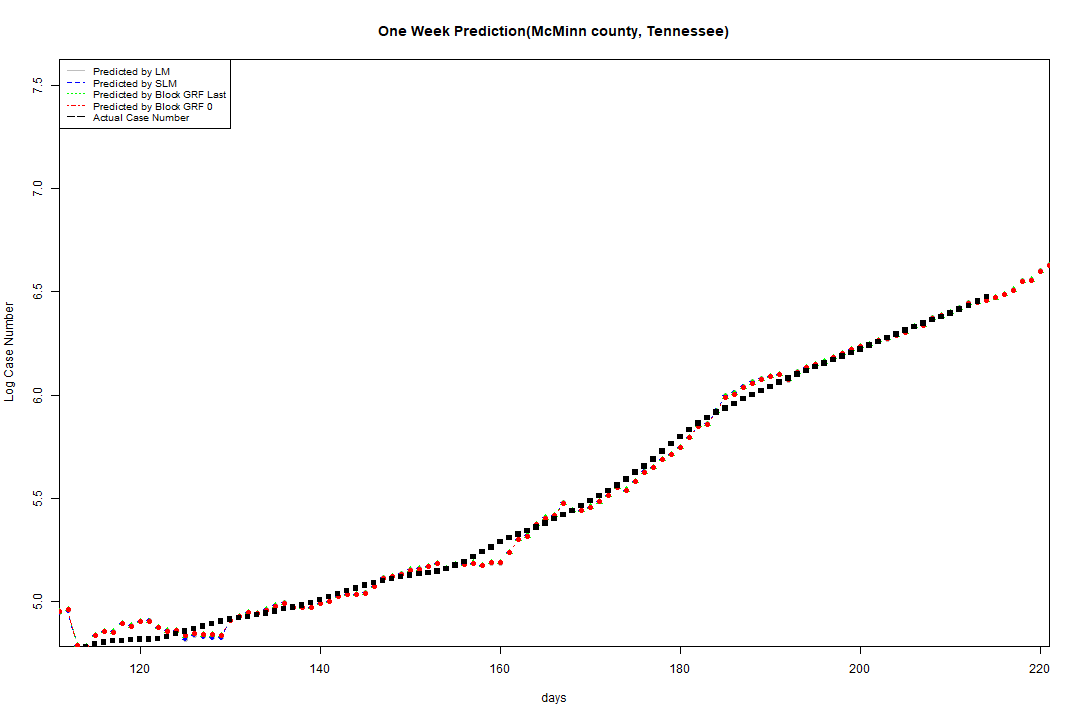 One Week Prediction(McMinn county, Tennessee)
Predicted by LM
Predicted by SLM
Predicted by Block GRF Last
Predicted by Block GRF 0
Actual Case Number
7.5
7.0
6.5
6.0
5.5
5.0
Log Case Number
120 140 160 180 200 220
days